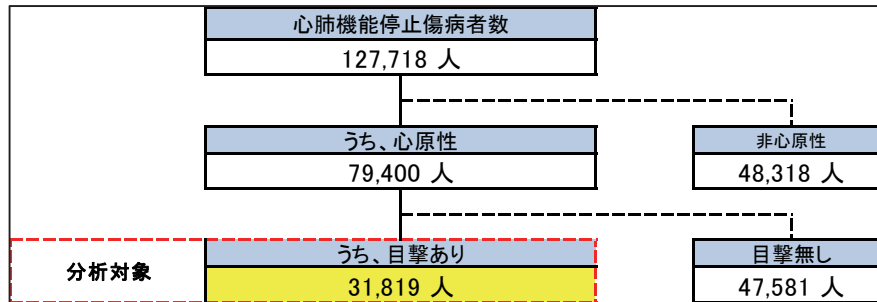 心肺機能停止傷病者数
127,718 人
うち、心原性
79,400 人
非心原性
48,318 人
分析対象
うち、目撃あり
31,819 人
目撃無し
47,581 人